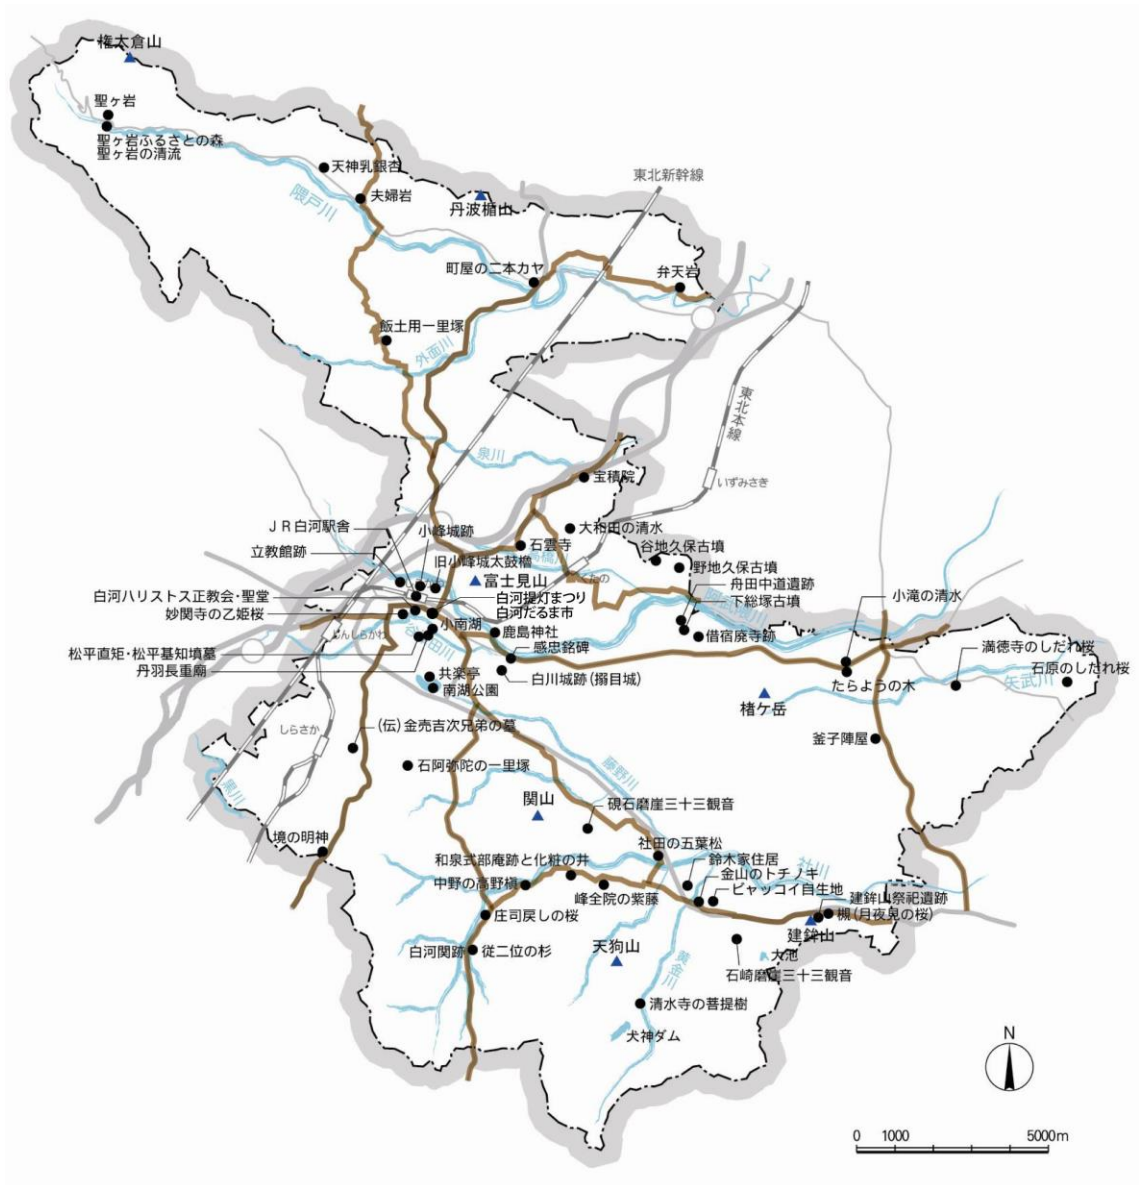 権太倉山
聖ヶ岩
聖ヶ岩ふるさとの森
聖ヶ岩の清流
天神乳銀杏
夫婦岩
隈戸川
丹波楯山
東北新幹線
町屋の二本カヤ
弁天岩
飯土用一里塚
外面川
東北本線
泉川
宝積院
いずみさき
ＪＲ白河駅舎
小峰城跡
大和田の清水
立教館跡
石雲寺
谷地久保古墳
旧小峰城太鼓櫓
野地久保古墳
富士見山
舟田中道遺跡
白河ハリストス正教会・聖堂
白河提灯まつり
下総塚古墳
小滝の清水
妙関寺の乙姫桜
白河だるま市
小南湖
鹿島神社
借宿廃寺跡
満徳寺のしだれ桜
しんしらかわ
感忠銘碑
松平直矩・松平基知墳墓
石原のしだれ桜
丹羽長重廟
共楽亭
白川城跡(搦目城)
たらようの木
矢武川
南湖公園
楮ケ岳
(伝)金売吉次兄弟の墓
しらさか
釜子陣屋
石阿弥陀の一里塚
藤野川
黒川
関山
硯石磨崖三十三観音
境の明神
社田の五葉松
和泉式部庵跡と化粧の井
鈴木家住居
社川
中野の高野槇
金山のトチノキ
ビャッコイ自生地
峰全院の紫藤
建鉾山祭祀遺跡
庄司戻しの桜
槻(月夜見の桜)
建鉾山
白河関跡
従二位の杉
天狗山
大池
黄金川
石崎磨崖三十三観音
清水寺の菩提樹
犬神ダム
N
0 1000 5000m